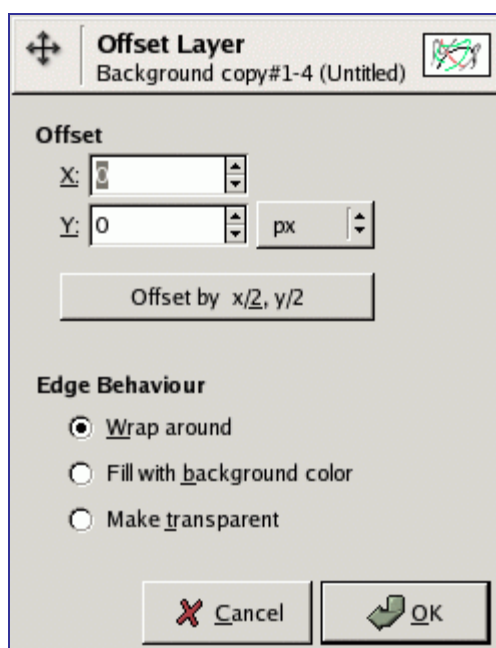 Offset Layer
Background copy#1-4 (Untitled)
Offset
X: 0
Y: 0 px
Offset by x/2, y/2
Edge Behaviour
Wrap around
Fill with background color
Make transparent
Cancel OK